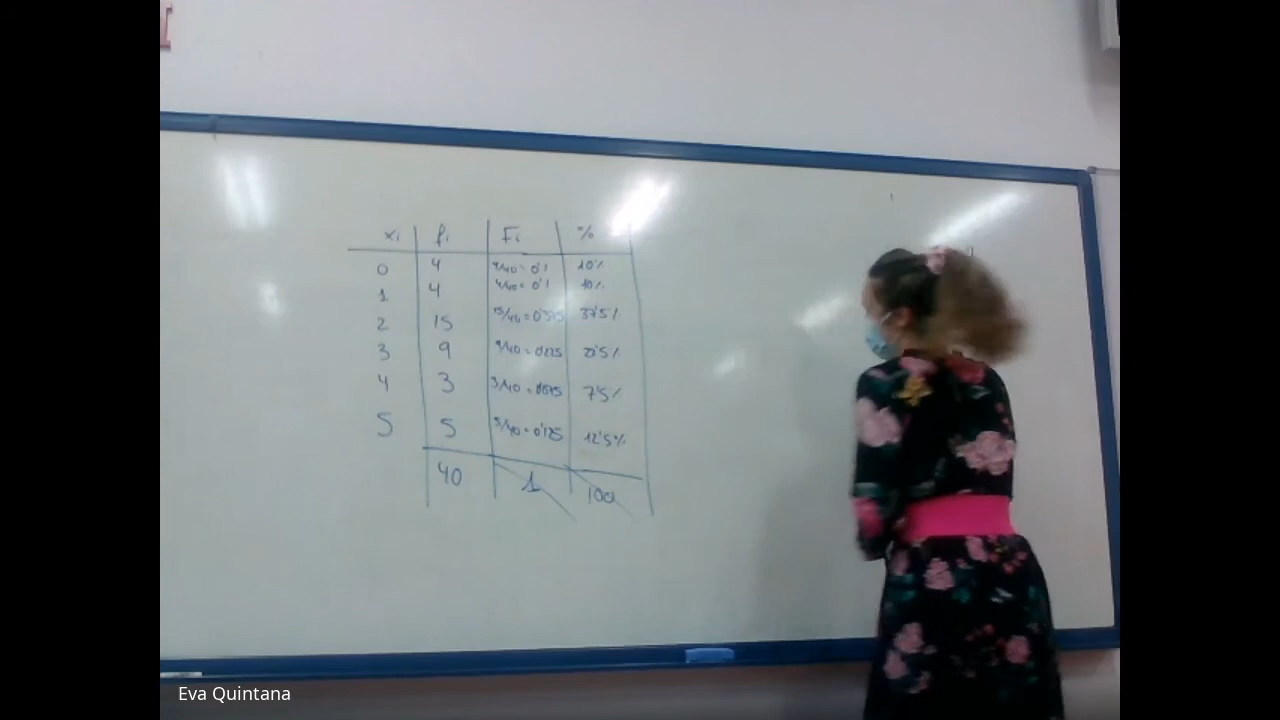 xi fi Fi %
0 4 4/40 = 0'1 10%
1 4 4/40 = 0'1 10%
2 15 15/40 = 0'375 37'5%
3 9 9/40 = 0'225 22'5%
4 3 3/40 = 0'075 7'5%
5 5 5/40 = 0'125 12'5%
40 1 100
Eva Quintana